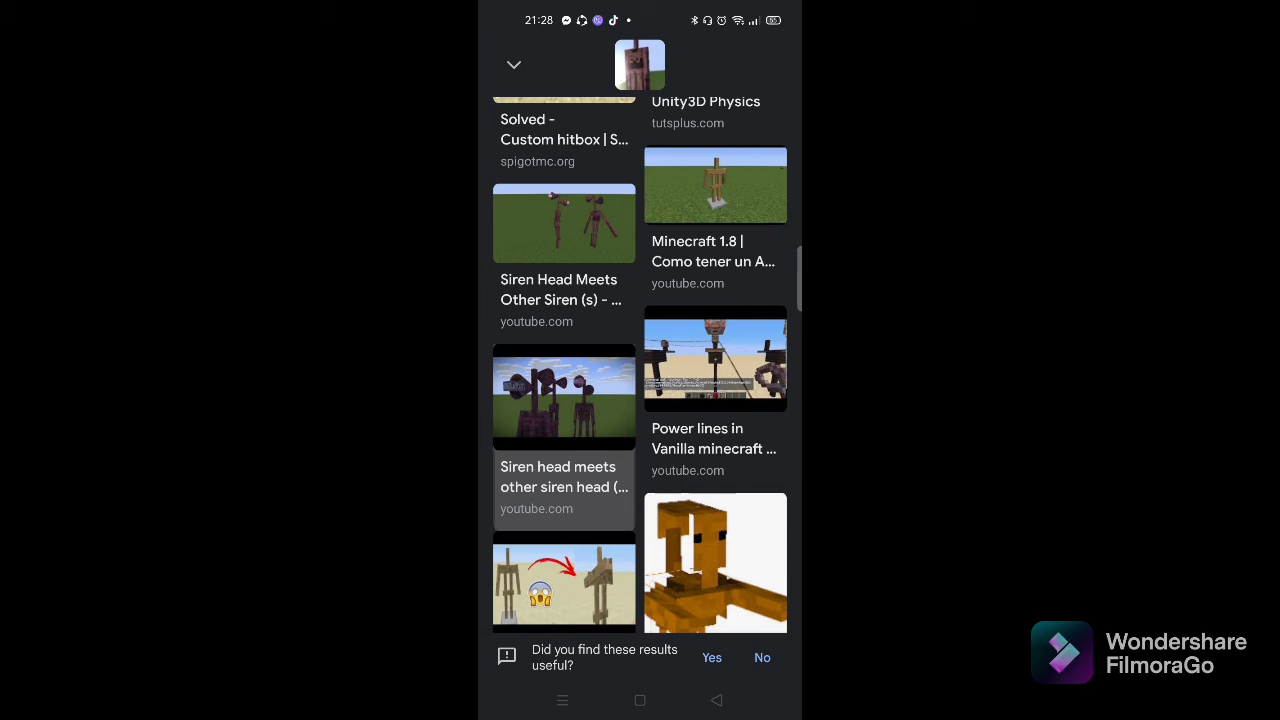 21:28
Solved -
Custom hitbox | S...
spigotmc.org
Siren Head Meets
Other Siren (s) - ...
youtube.com
Siren head meets
other siren head (...
youtube.com
Unity3D Physics
tutsplus.com
Minecraft 1.8 |
Como tener un A...
youtube.com
Power lines in
Vanilla minecraft ...
youtube.com
Did you find these results
useful?
Yes
No
Wondershare
FilmoraGo